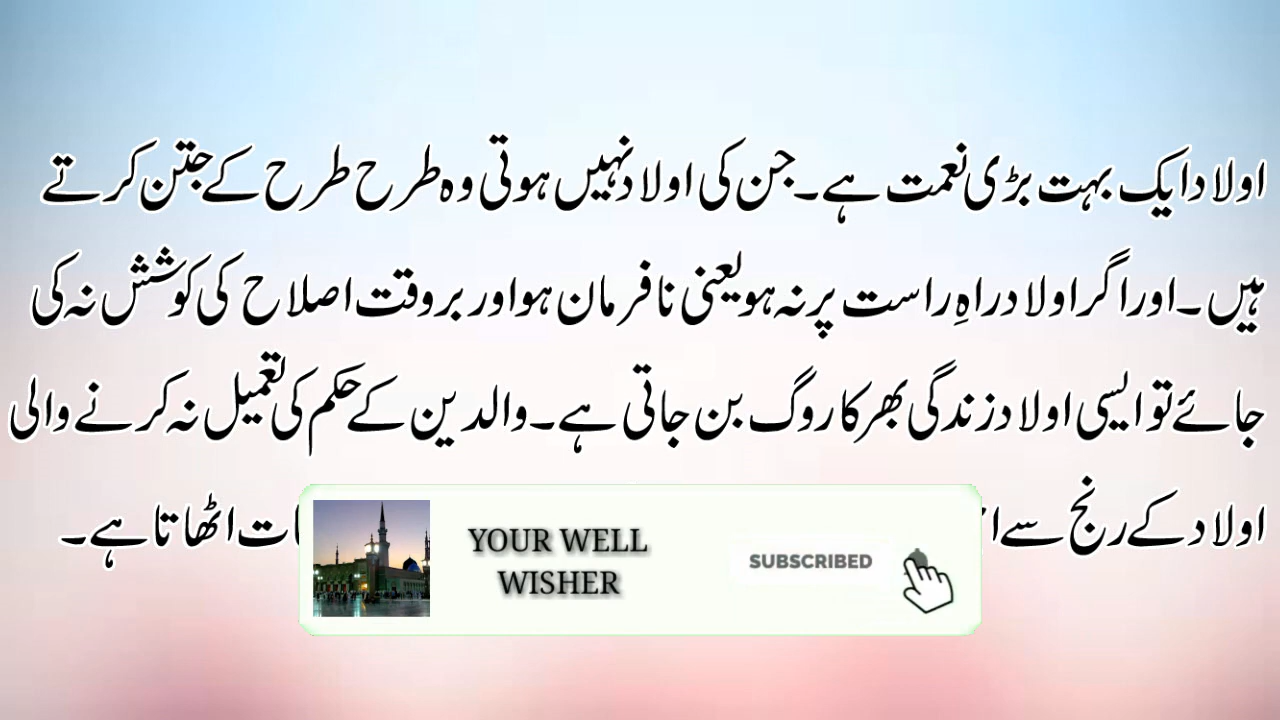 اولاد ایک بہت بڑی نعمت ہے۔ جن کی اولاد نہیں ہوتی وہ طرح طرح کے جتن کرتے
ہیں۔ اور اگر اولاد راہِ راست پر نہ ہو یعنی نافرمان ہو اور بروقت اصلاح کی کوشش نہ کی
جائے تو ایسی اولاد زندگی بھر کا روگ بن جاتی ہے۔ والدین کے حکم کی تعمیل نہ کرنے والی
اولاد کے رنج سے اٹھاتا ہے۔
YOUR WELL
WISHER
SUBSCRIBED